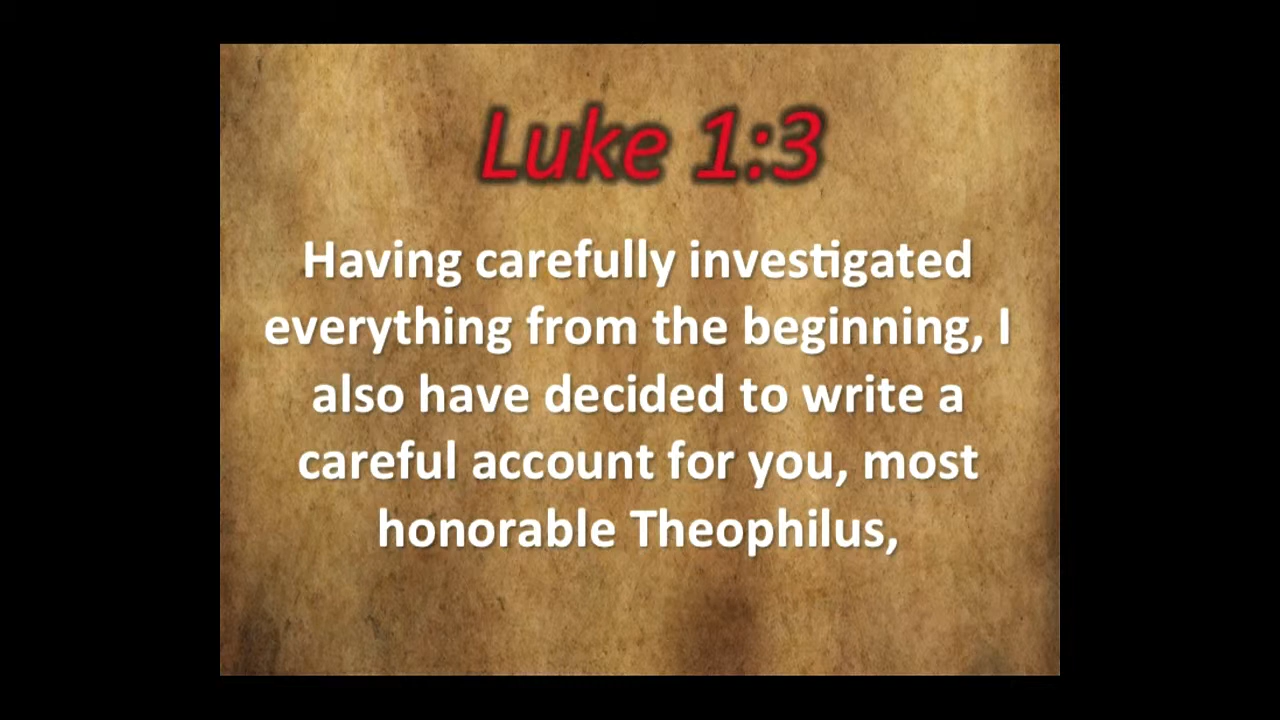 Luke 1:3
Having carefully investigated
everything from the beginning, I
also have decided to write a
careful account for you, most
honorable Theophilus,